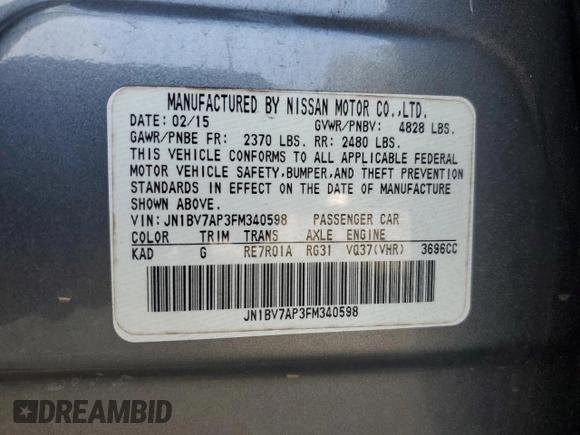 MANUFACTURED BY NISSAN MOTOR CO.,LTD.
DATE: 02/15 GVWR/PNBV: 4828 LBS.
GAWR/PNBE FR: 2370 LBS. RR: 2480 LBS.
THIS VEHICLE CONFORMS TO ALL APPLICABLE FEDERAL
MOTOR VEHICLE SAFETY,BUMPER,AND THEFT PREVENTION
STANDARDS IN EFFECT ON THE DATE OF MANUFACTURE
SHOWN ABOVE.
VIN:JN1BV7AP3FM340598 PASSENGER CAR
COLOR TRIM TRANS AXLE ENGINE
KAD G RE7R01A RG31 VQ37(VHR) 3696CC
JN1BV7AP3FM340598
DREAMBID